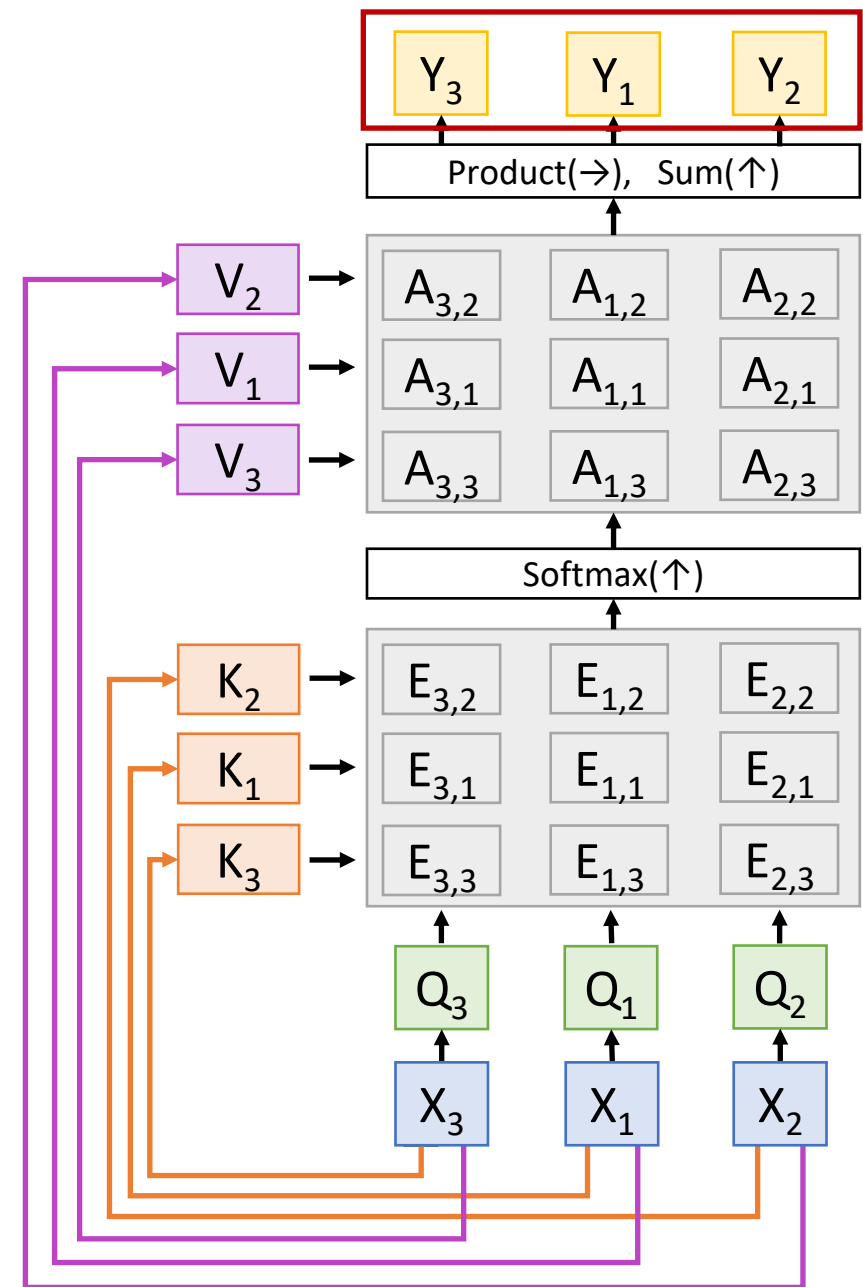 Y₃ Y₁ Y₂
Product(→), Sum(↑)
V₂ A₃,₂ A₁,₂ A₂,₂
V₁ A₃,₁ A₁,₁ A₂,₁
V₃ A₃,₃ A₁,₃ A₂,₃
Softmax(↑)
K₂ E₃,₂ E₁,₂ E₂,₂
K₁ E₃,₁ E₁,₁ E₂,₁
K₃ E₃,₃ E₁,₃ E₂,₃
Q₃ Q₁ Q₂
X₃ X₁ X₂